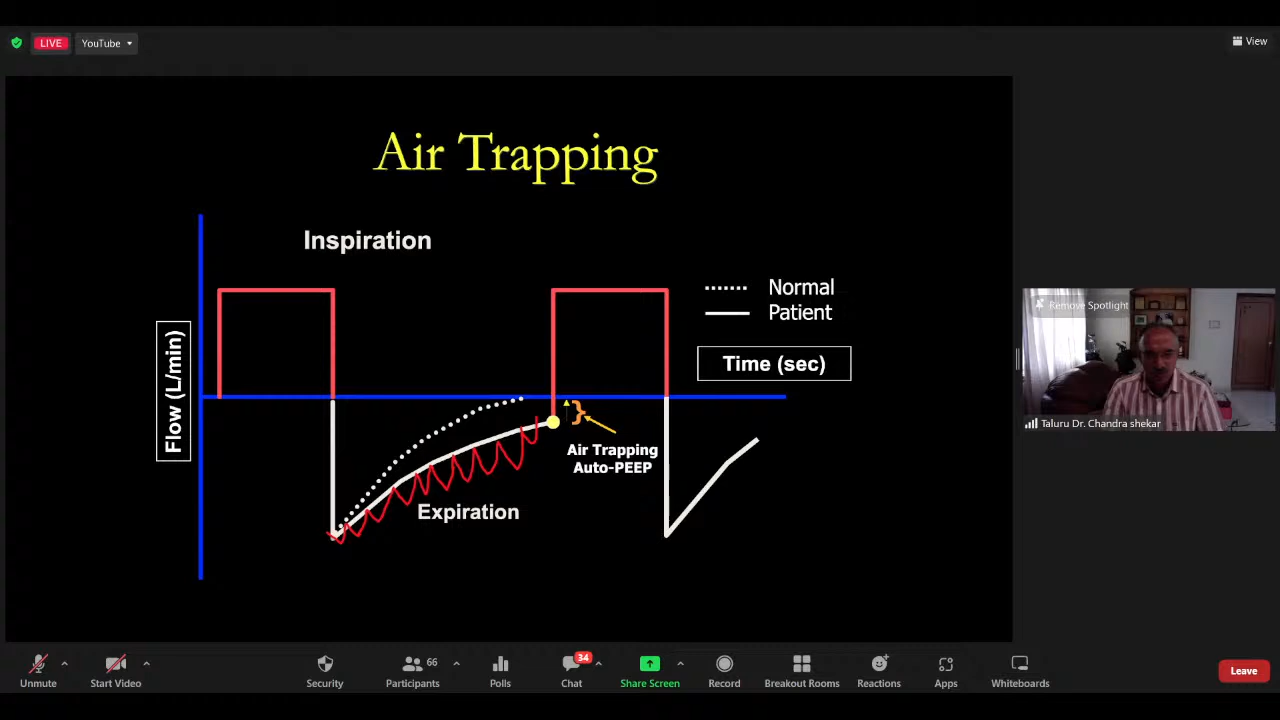 LIVE
YouTube
View
Air Trapping
Inspiration
Normal
Patient
Time (sec)
Flow (L/min)
Air Trapping
Auto-PEEP
Expiration
Remove Spotlight
Taluru Dr. Chandra shekar
Unmute
Start Video
Security
66
Participants
Polls
34
Chat
Share Screen
Record
Breakout Rooms
Reactions
Apps
Whiteboards
Leave